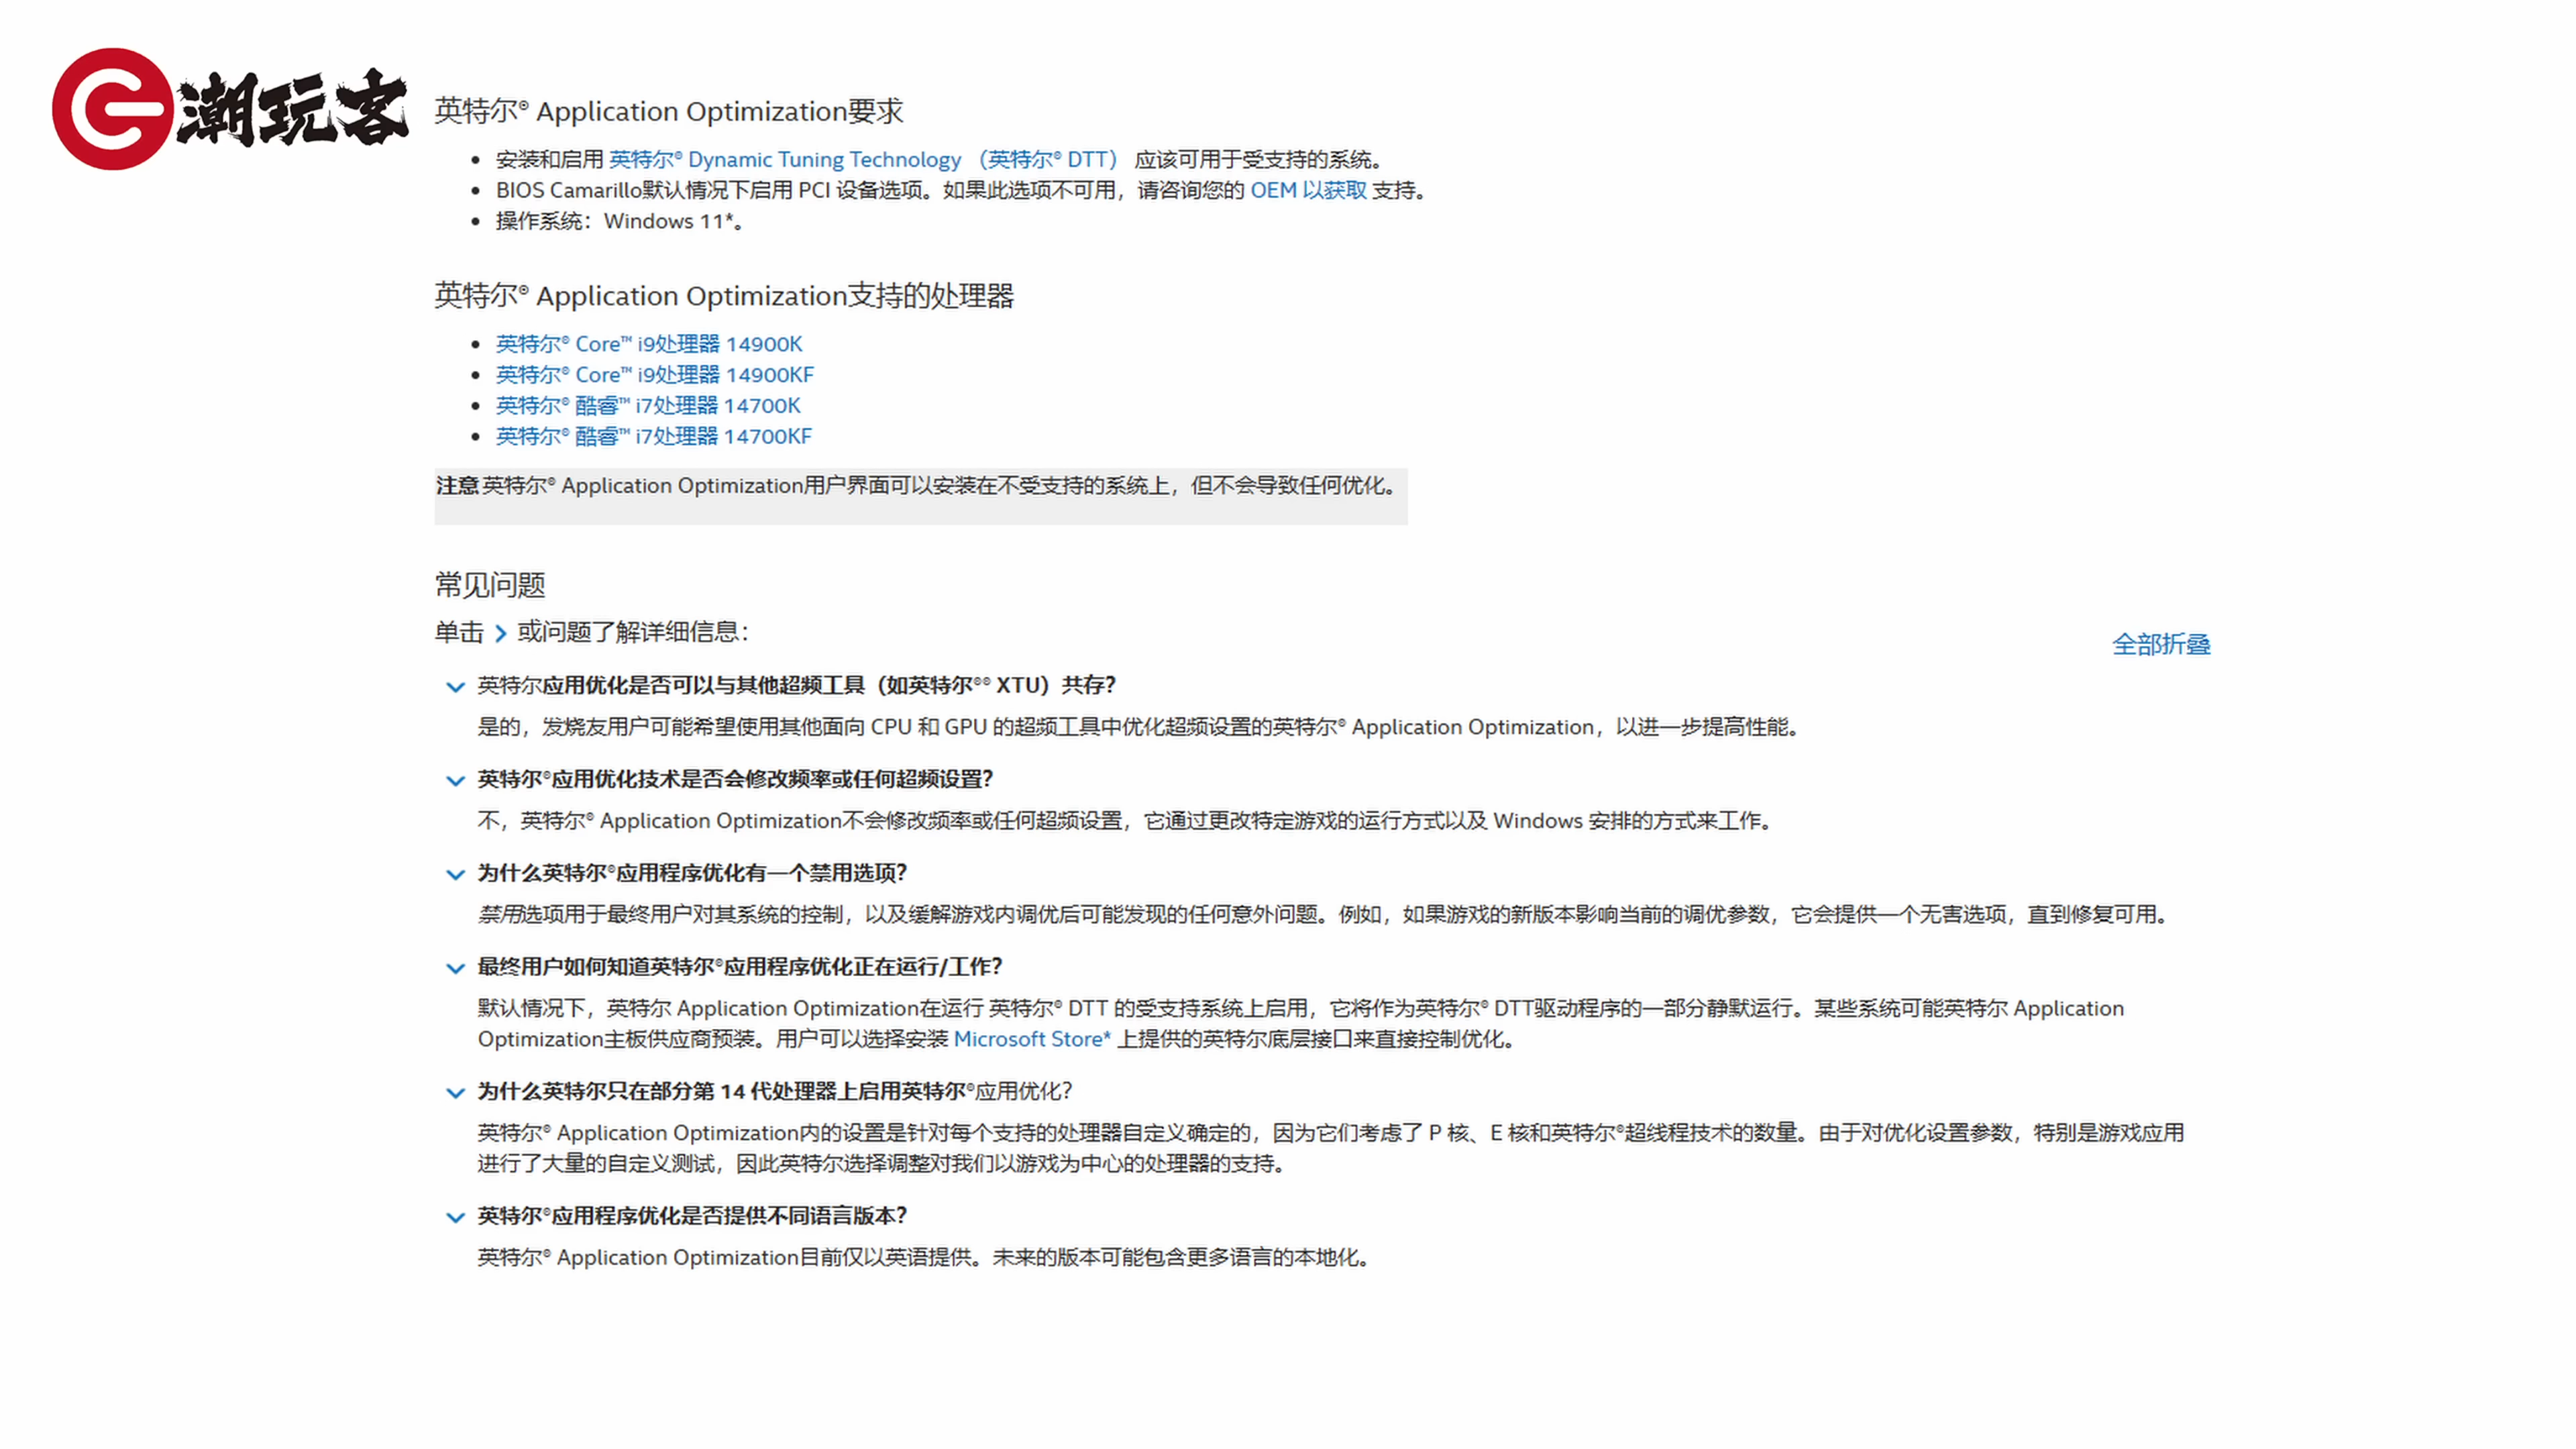 潮玩客
英特尔® Application Optimization要求
安装和启用 英特尔® Dynamic Tuning Technology （英特尔® DTT） 应该可用于受支持的系统。
BIOS Camarillo默认情况下启用 PCI 设备选项。如果此选项不可用，请咨询您的 OEM 以获取 支持。
操作系统：Windows 11*。
英特尔® Application Optimization支持的处理器
英特尔® Core™ i9处理器 14900K
英特尔® Core™ i9处理器 14900KF
英特尔® 酷睿™ i7处理器 14700K
英特尔® 酷睿™ i7处理器 14700KF
注意英特尔® Application Optimization用户界面可以安装在不受支持的系统上，但不会导致任何优化。
常见问题
单击 > 或问题了解详细信息：
全部折叠
英特尔应用优化是否可以与其他超频工具（如英特尔®® XTU）共存？
是的，发烧友用户可能希望使用其他面向 CPU 和 GPU 的超频工具中优化超频设置的英特尔® Application Optimization，以进一步提高性能。
英特尔®应用优化技术是否会修改频率或任何超频设置？
不，英特尔® Application Optimization不会修改频率或任何超频设置，它通过更改特定游戏的运行方式以及 Windows 安排的方式来工作。
为什么英特尔®应用程序优化有一个禁用选项？
禁用选项用于最终用户对其系统的控制，以及缓解游戏内调优后可能发现的任何意外问题。例如，如果游戏的新版本影响当前的调优参数，它会提供一个无害选项，直到修复可用。
最终用户如何知道英特尔®应用程序优化正在运行/工作？
默认情况下，英特尔 Application Optimization在运行 英特尔® DTT 的受支持系统上启用，它将作为英特尔® DTT驱动程序的一部分静默运行。某些系统可能英特尔 Application
Optimization主板供应商预装。用户可以选择安装 Microsoft Store* 上提供的英特尔底层接口来直接控制优化。
为什么英特尔只在部分第 14 代处理器上启用英特尔®应用优化？
英特尔® Application Optimization内的设置是针对每个支持的处理器自定义确定的，因为它们考虑了 P 核、E 核和英特尔®超线程技术的数量。由于对优化设置参数，特别是游戏应用
进行了大量的自定义测试，因此英特尔选择调整对我们以游戏为中心的处理器的支持。
英特尔®应用程序优化是否提供不同语言版本？
英特尔® Application Optimization目前仅以英语提供。未来的版本可能包含更多语言的本地化。